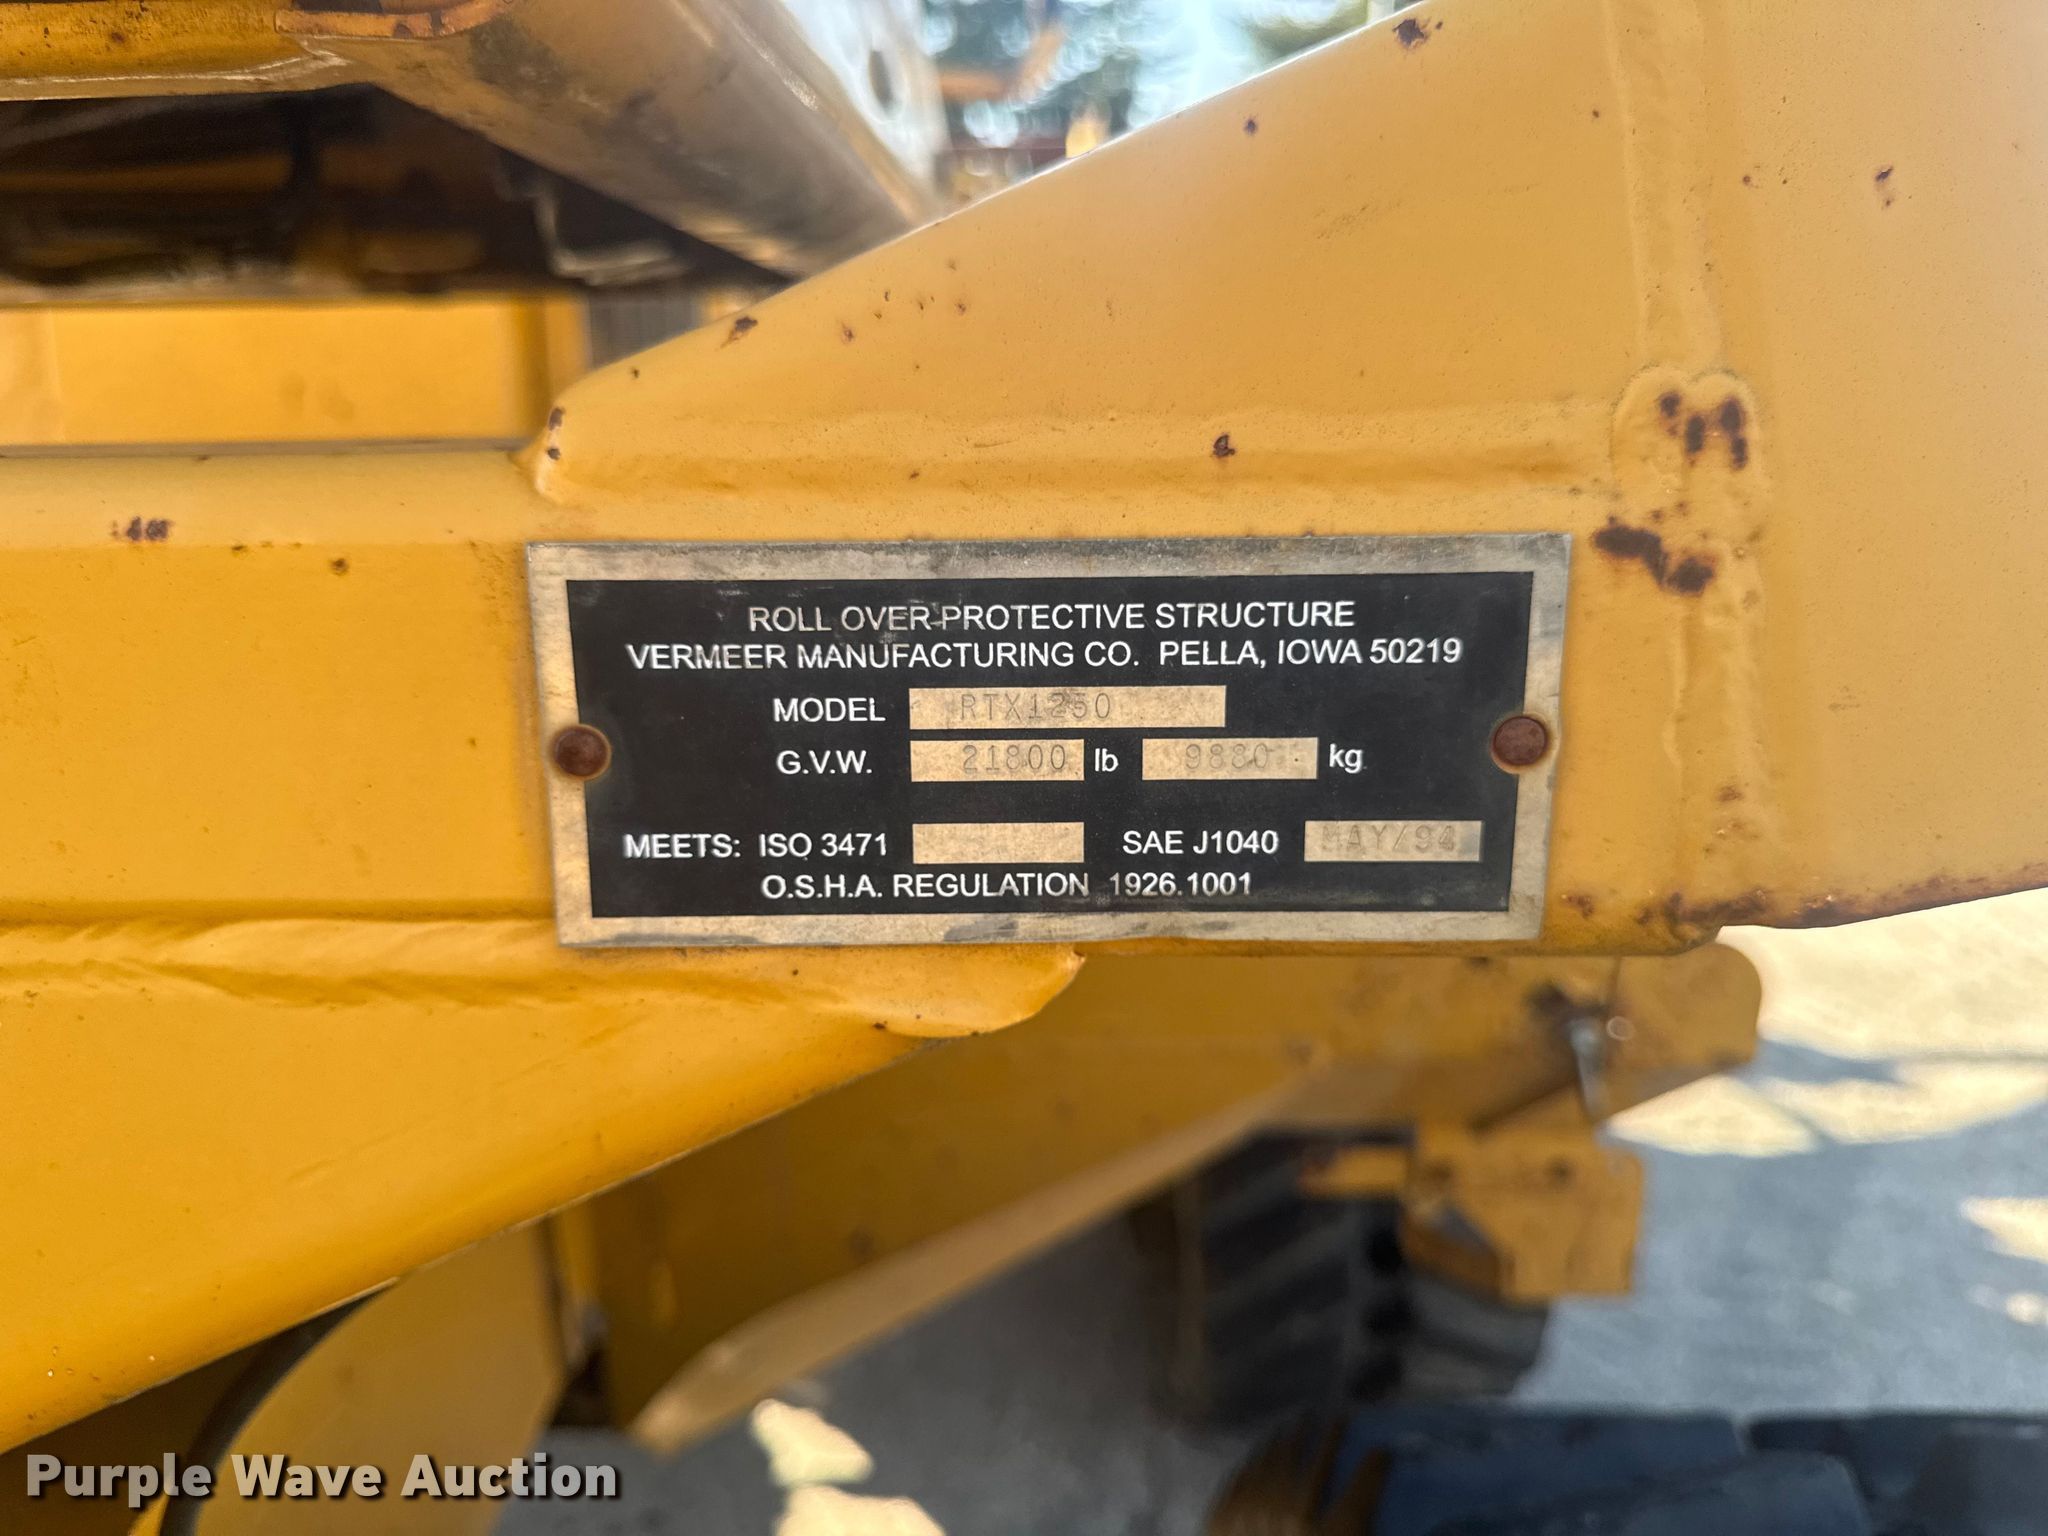 ROLL OVER PROTECTIVE STRUCTURE
VERMEER MANUFACTURING CO. PELLA, IOWA 50219
MODEL RTX1250
G.V.W. 21800 lb 9880 kg
MEETS: ISO 3471 SAE J1040 MAY/94
O.S.H.A. REGULATION 1926.1001
Purple Wave Auction